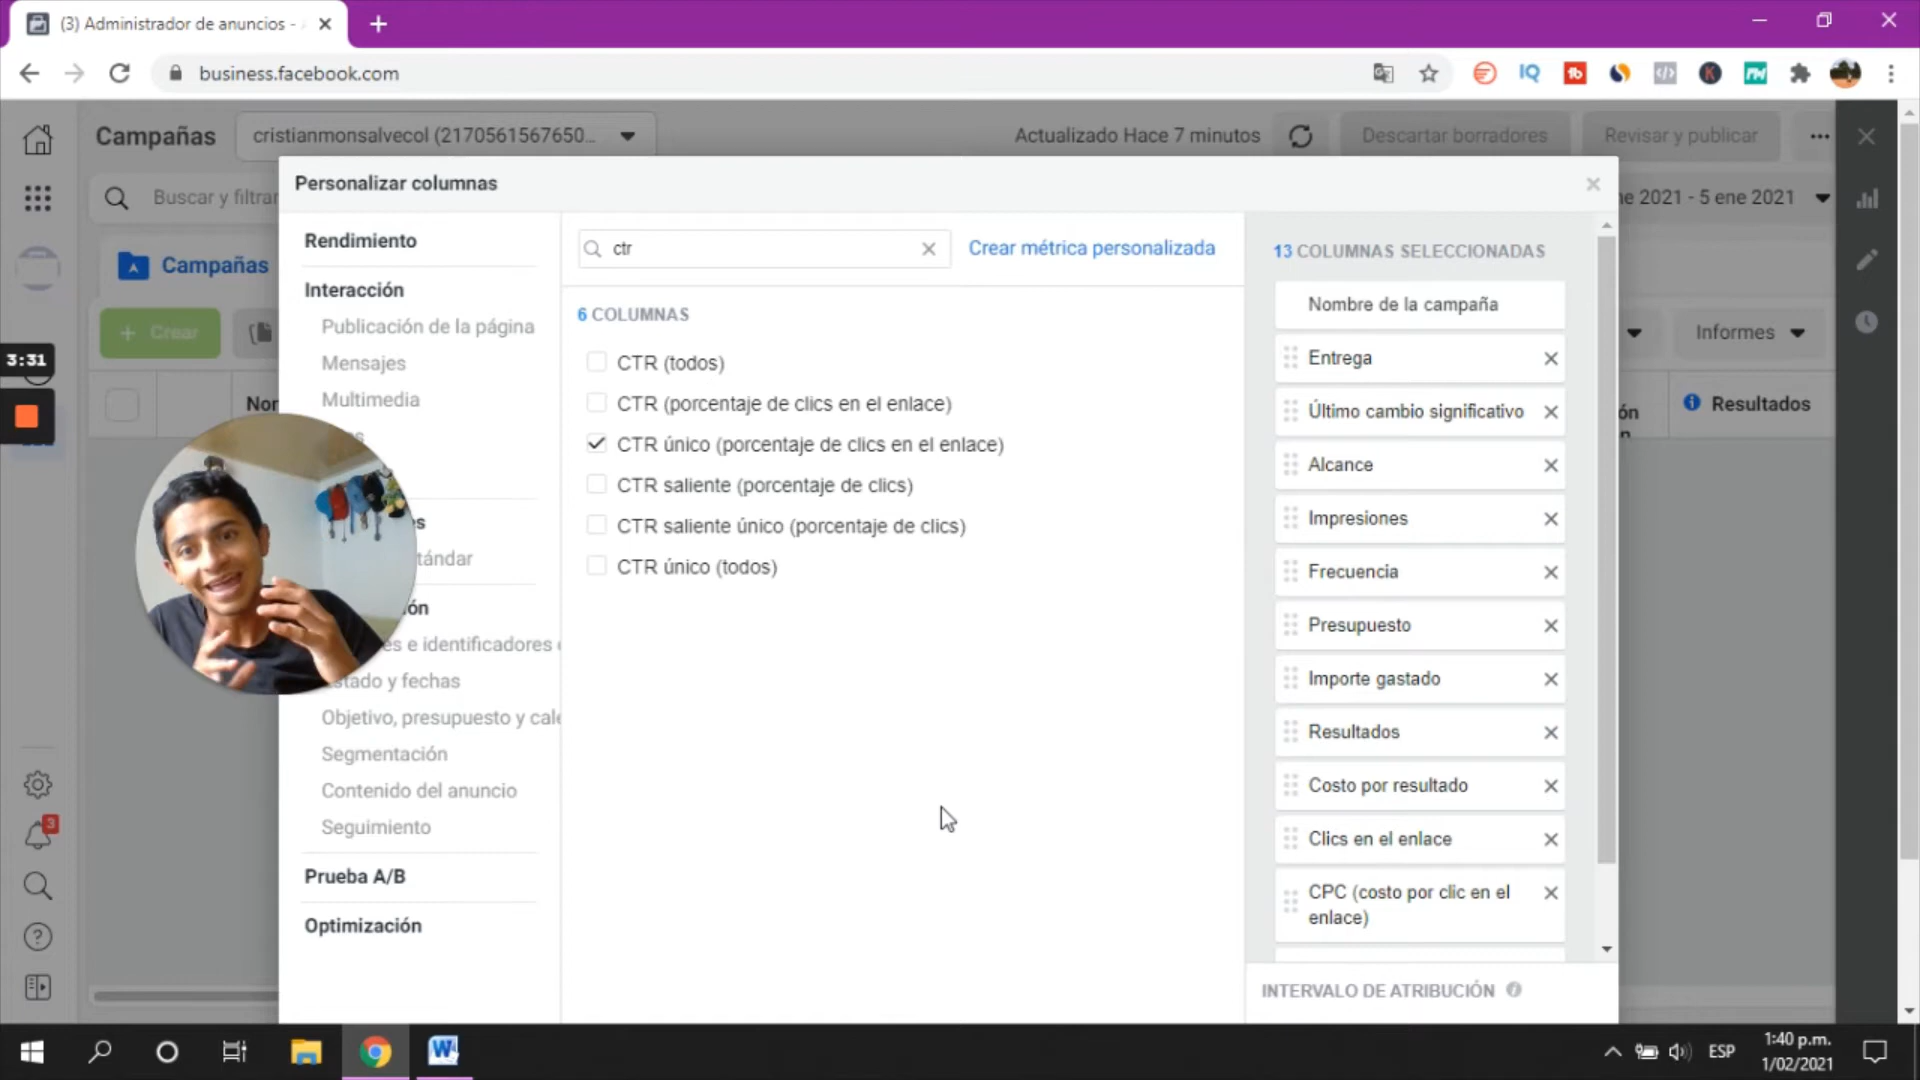 (3) Administrador de anuncios -
business.facebook.com
Campañas
cristianmonsalvecol (2170561567650...
Actualizado Hace 7 minutos
Descartar borradores
Revisar y publicar
Buscar y filtrar
ne 2021 - 5 ene 2021
Campañas
+ Crear
Informes
Resultados
3:31
Personalizar columnas
Rendimiento
Interacción
Publicación de la página
Mensajes
Multimedia
tándar
es e identificadores
stado y fechas
Objetivo, presupuesto y cale
Segmentación
Contenido del anuncio
Seguimiento
Prueba A/B
Optimización
ctr
Crear métrica personalizada
6 COLUMNAS
CTR (todos)
CTR (porcentaje de clics en el enlace)
CTR único (porcentaje de clics en el enlace)
CTR saliente (porcentaje de clics)
CTR saliente único (porcentaje de clics)
CTR único (todos)
13 COLUMNAS SELECCIONADAS
Nombre de la campaña
Entrega
Último cambio significativo
Alcance
Impresiones
Frecuencia
Presupuesto
Importe gastado
Resultados
Costo por resultado
Clics en el enlace
CPC (costo por clic en el
enlace)
INTERVALO DE ATRIBUCIÓN
3
ESP
1:40 p.m.
1/02/2021